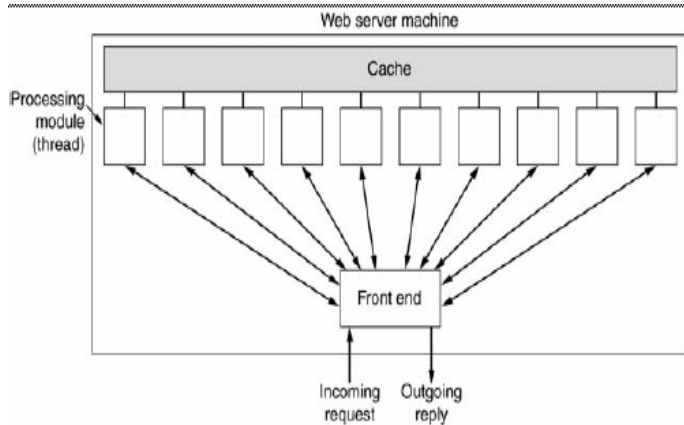 Web server machine
Cache
Processing
module
(thread)
Front end
Incoming
request
Outgoing
reply